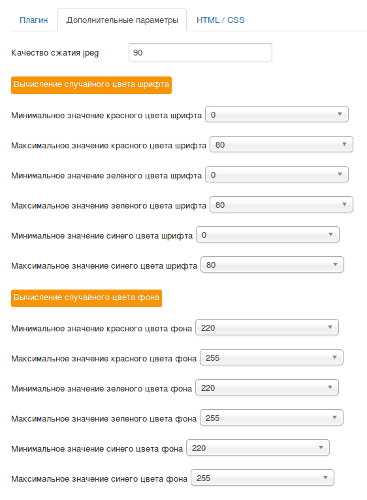 Плагин Дополнительные параметры HTML / CSS
Качество сжатия jpeg 90
Вычисление случайного цвета шрифта
Минимальное значение красного цвета шрифта 0
Максимальное значение красного цвета шрифта 80
Минимальное значение зеленого цвета шрифта 0
Максимальное значение зеленого цвета шрифта 80
Минимальное значение синего цвета шрифта 0
Максимальное значение синего цвета шрифта 80
Вычисление случайного цвета фона
Минимальное значение красного цвета фона 220
Максимальное значение красного цвета фона 255
Минимальное значение зеленого цвета фона 220
Максимальное значение зеленого цвета фона 255
Минимальное значение синего цвета фона 220
Максимальное значение синего цвета фона 255